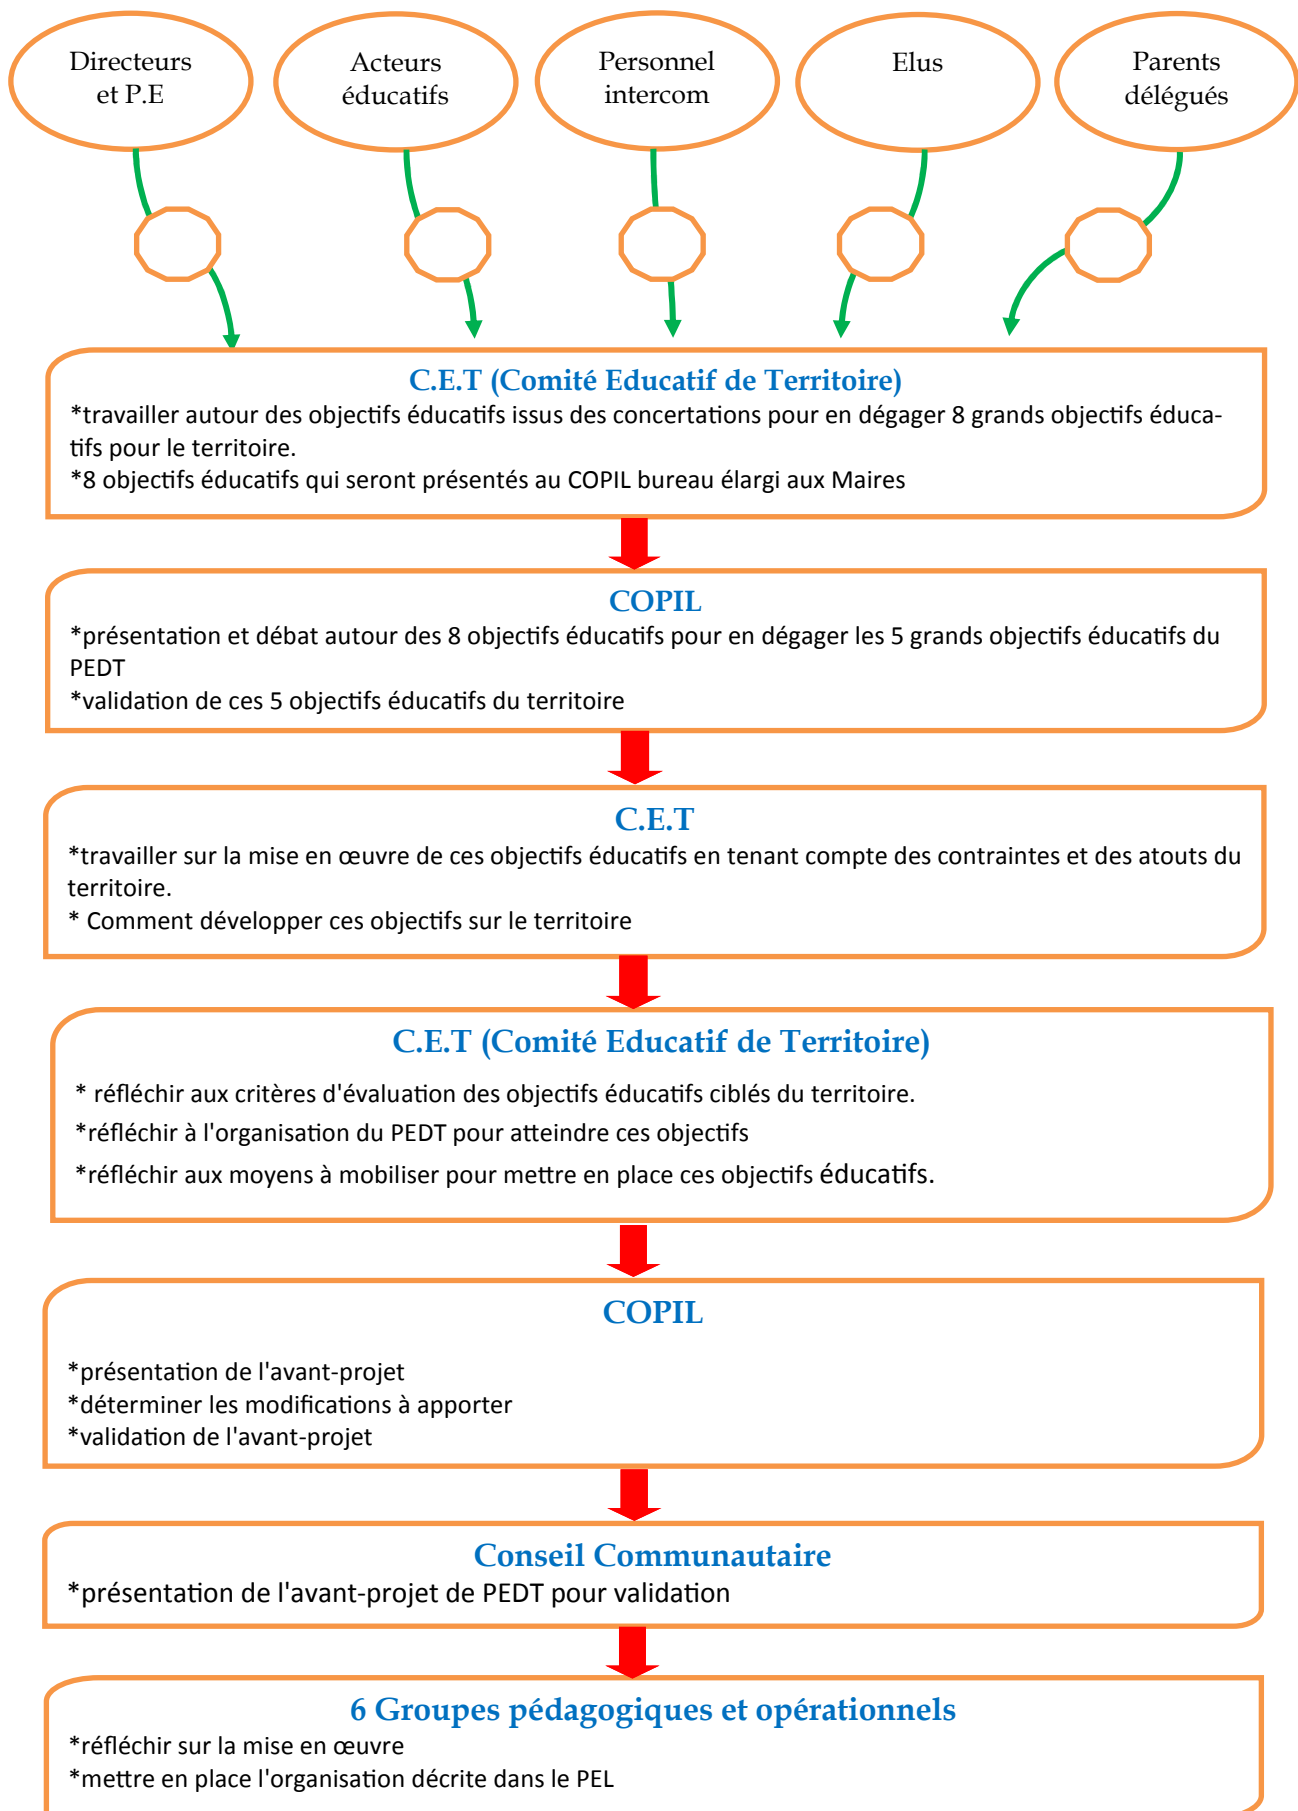 Directeurs
et P.E
Acteurs
éducatifs
Personnel
intercom
Elus
Parents
délégués
C.E.T (Comité Educatif de Territoire)
*travailler autour des objectifs éducatifs issus des concertations pour en dégager 8 grands objectifs éduca-
tifs pour le territoire.
*8 objectifs éducatifs qui seront présentés au COPIL bureau élargi aux Maires
COPIL
*présentation et débat autour des 8 objectifs éducatifs pour en dégager les 5 grands objectifs éducatifs du
PEDT
*validation de ces 5 objectifs éducatifs du territoire
C.E.T
*travailler sur la mise en œuvre de ces objectifs éducatifs en tenant compte des contraintes et des atouts du
territoire.
* Comment développer ces objectifs sur le territoire
C.E.T (Comité Educatif de Territoire)
* réfléchir aux critères d'évaluation des objectifs éducatifs ciblés du territoire.
*réfléchir à l'organisation du PEDT pour atteindre ces objectifs
*réfléchir aux moyens à mobiliser pour mettre en place ces objectifs éducatifs.
COPIL
*présentation de l'avant-projet
*déterminer les modifications à apporter
*validation de l'avant-projet
Conseil Communautaire
*présentation de l'avant-projet de PEDT pour validation
6 Groupes pédagogiques et opérationnels
*réfléchir sur la mise en œuvre
*mettre en place l'organisation décrite dans le PEL